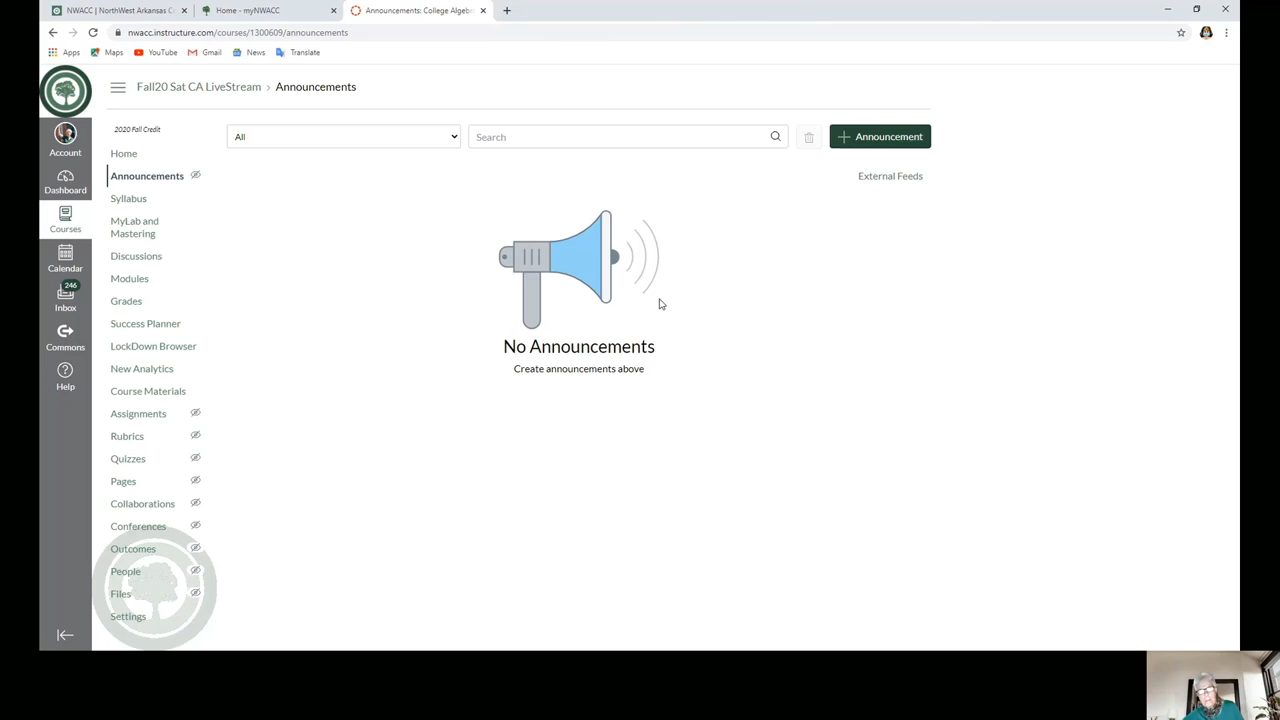 NWACC | NorthWest Arkansas C
Home - myNWACC
Announcements: College Algeb
nwacc.instructure.com/courses/1300609/announcements
Apps
Maps
YouTube
Gmail
News
Translate
Fall20 Sat CA LiveStream > Announcements
2020 Fall Credit
All
Search
Announcement
External Feeds
Account
Dashboard
Courses
Calendar
246
Inbox
Commons
Help
Home
Announcements
Syllabus
MyLab and
Mastering
Discussions
Modules
Grades
Success Planner
LockDown Browser
New Analytics
Course Materials
Assignments
Rubrics
Quizzes
Pages
Collaborations
Conferences
Outcomes
People
Files
Settings
No Announcements
Create announcements above